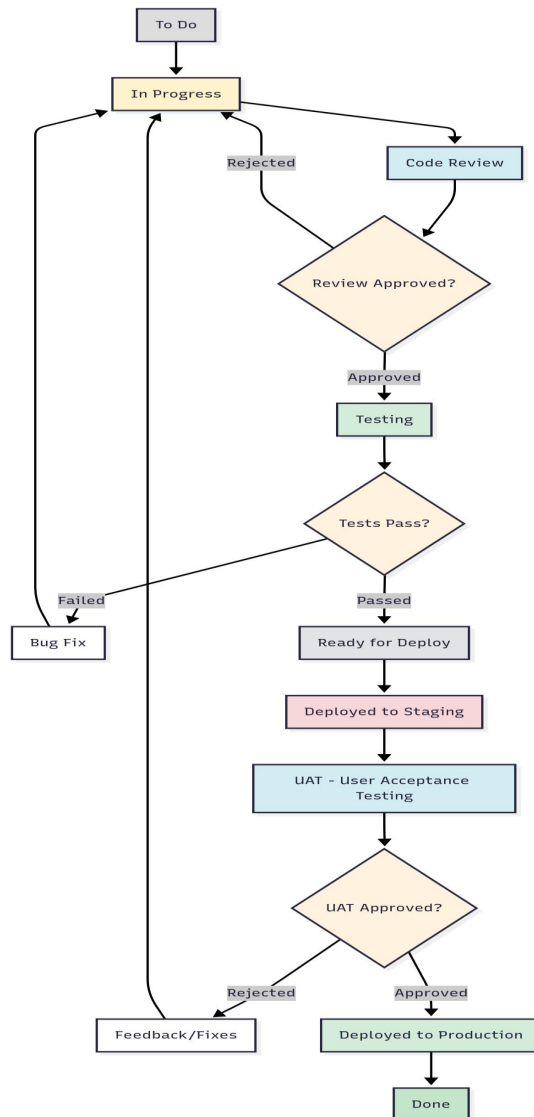 To Do
In Progress
Rejected
Code Review
Review Approved?
Approved
Testing
Tests Pass?
Failed
Passed
Bug Fix
Ready for Deploy
Deployed to Staging
UAT - User Acceptance
Testing
UAT Approved?
Rejected
Approved
Feedback/Fixes
Deployed to Production
Done